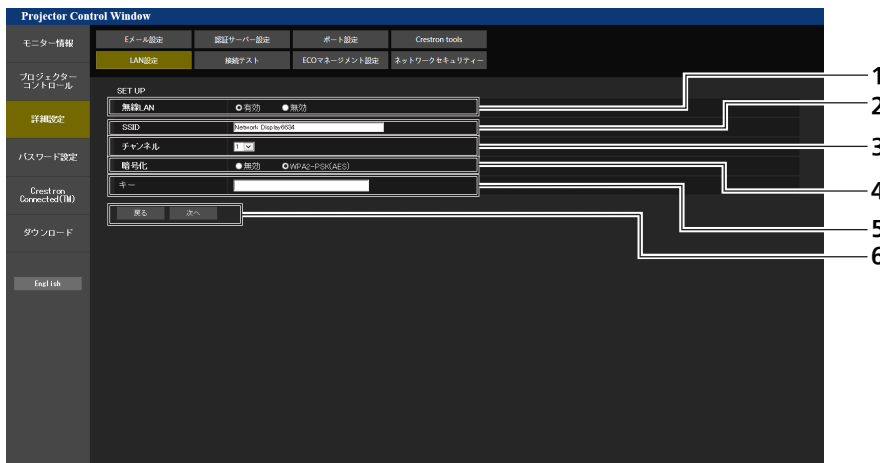 Projector Control Window
モニター情報
プロジェクター
コントロール
詳細設定
パスワード設定
Crestron
Connected(TM)
ダウンロード
English
Eメール設定
認証サーバー設定
ポート設定
Crestron tools
LAN設定
接続テスト
ECOマネージメント設定
ネットワークセキュリティー
SET UP
無線LAN 有効 無効
SSID Network Display6634
チャンネル 1
暗号化 無効 WPA2-PSK(AES)
キー
戻る 次へ
1
2
3
4
5
6